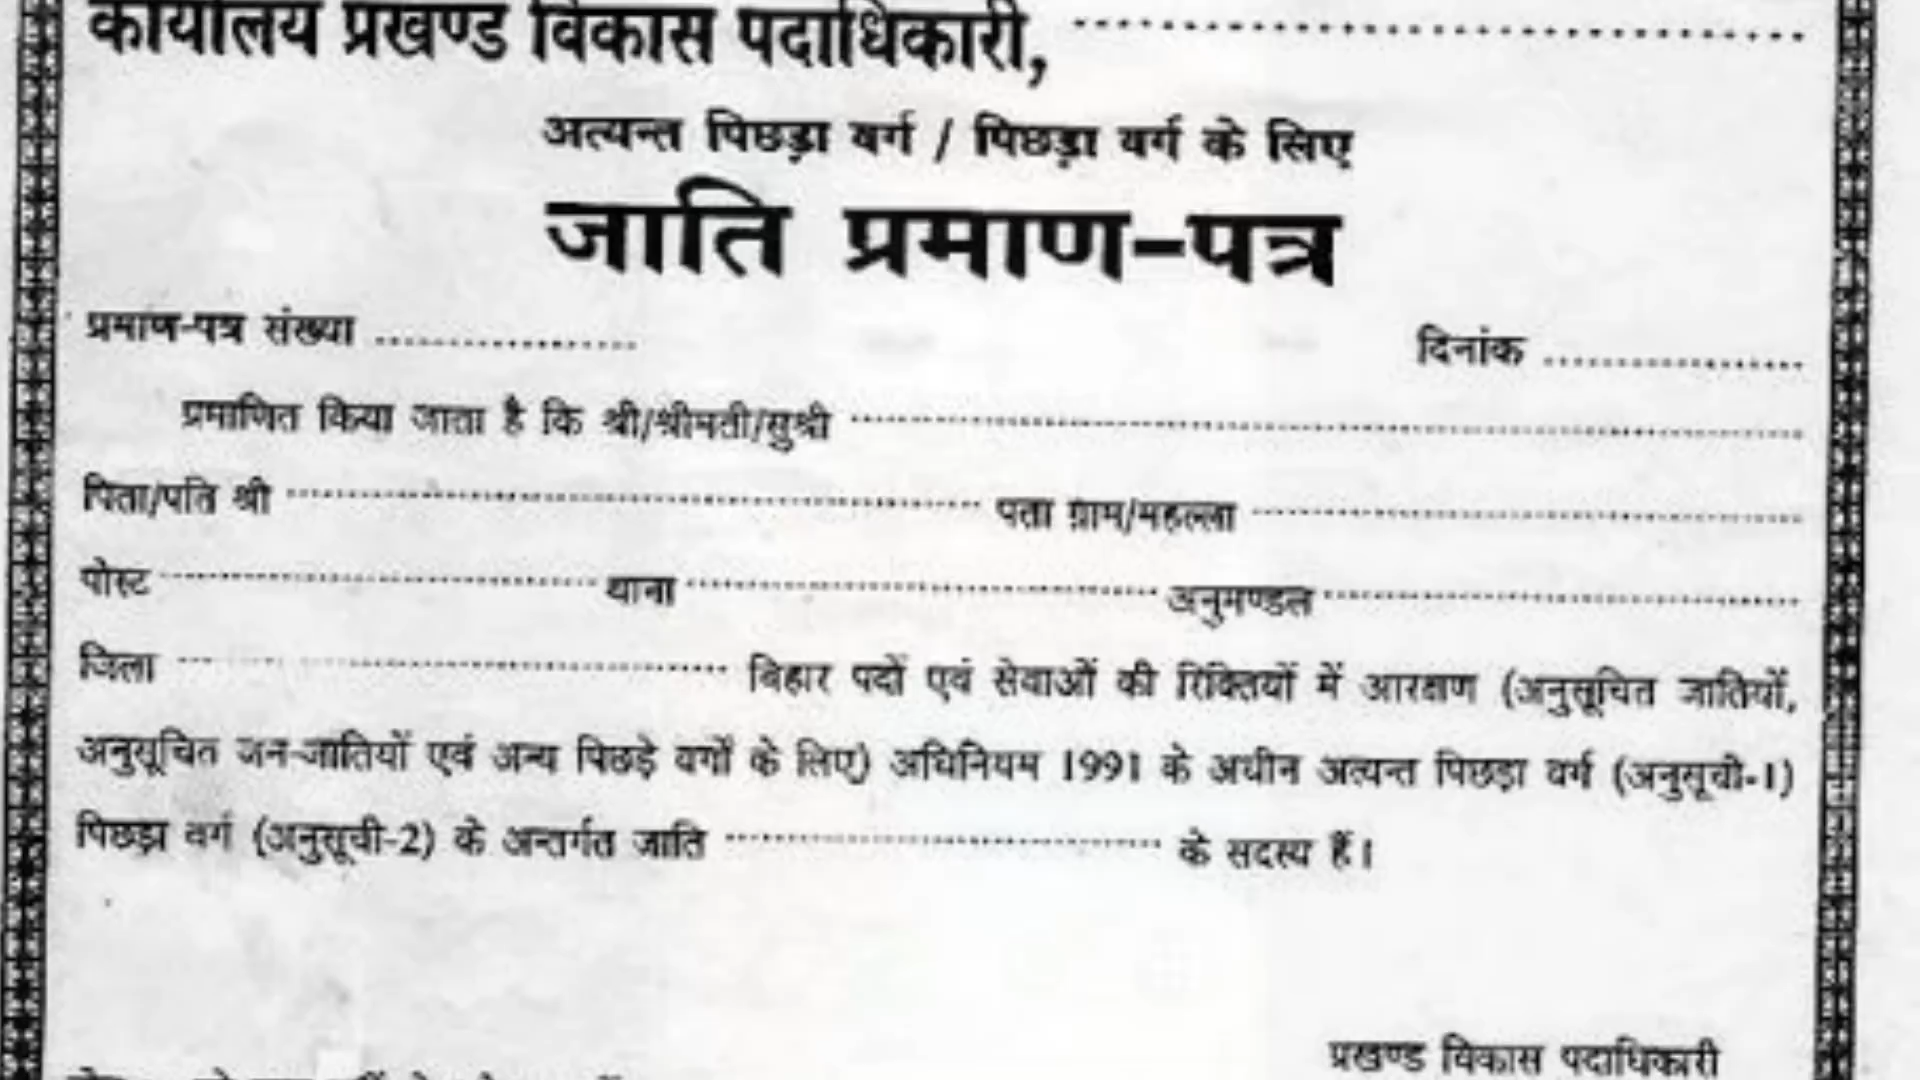 कार्यालय प्रखण्ड विकास पदाधिकारी, ........................................
अत्यन्त पिछड़ा वर्ग / पिछड़ा वर्ग के लिए
जाति प्रमाण-पत्र
प्रमाण-पत्र संख्या ........................ दिनांक ........................
प्रमाणित किया जाता है कि श्री/श्रीमती/सुश्री ........................................
पिता/पति श्री ........................................ पता ग्राम/महल्ला ........................................
पोस्ट ........................................ थाना ........................................ अनुमण्डल ........................................
जिला ........................................ बिहार पदों एवं सेवाओं की रिक्तियों में आरक्षण (अनुसूचित जातियों,
अनुसूचित जन-जातियों एवं अन्य पिछड़े वर्गों के लिए) अधिनियम 1991 के अधीन अत्यन्त पिछड़ा वर्ग (अनुसूची-1)
पिछड़ा वर्ग (अनुसूची-2) के अन्तर्गत जाति ........................................ के सदस्य हैं।
प्रखण्ड विकास पदाधिकारी